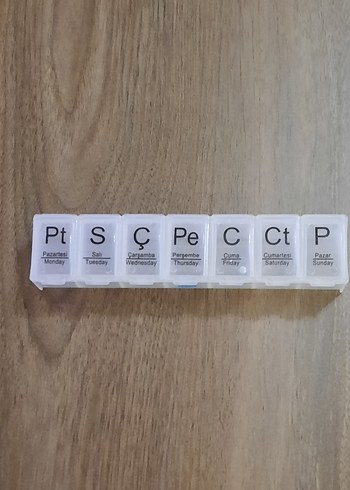 Pt S Ç Pe C Ct P
Pazartesi Salı Çarşamba Perşembe Cuma Cumartesi Pazar
Monday Tuesday Wednesday Thursday Friday Saturday Sunday